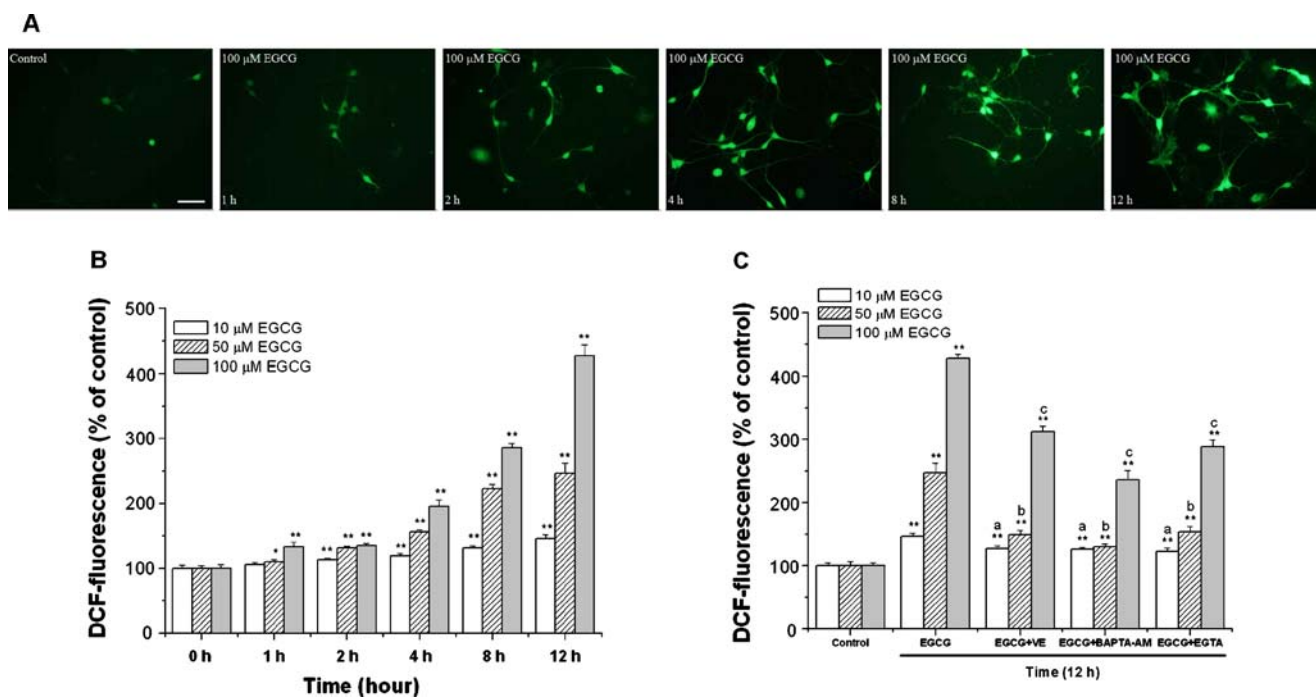 A
Control
100 μM EGCG
100 μM EGCG
100 μM EGCG
100 μM EGCG
100 μM EGCG
1 h
2 h
4 h
8 h
12 h
B
DCF-fluorescence (% of control)
500
400
300
200
100
0
10 μM EGCG
50 μM EGCG
100 μM EGCG
*
**
** ** **
** ** **
** ** **
** ** **
0 h 1 h 2 h 4 h 8 h 12 h
Time (hour)
C
DCF-fluorescence (% of control)
500
400
300
200
100
0
10 μM EGCG
50 μM EGCG
100 μM EGCG
** ** **
a b c
** ** **
a b c
** ** **
a b c
** ** **
Control EGCG EGCG+VE EGCG+BAPTA-AM EGCG+EGTA
Time (12 h)